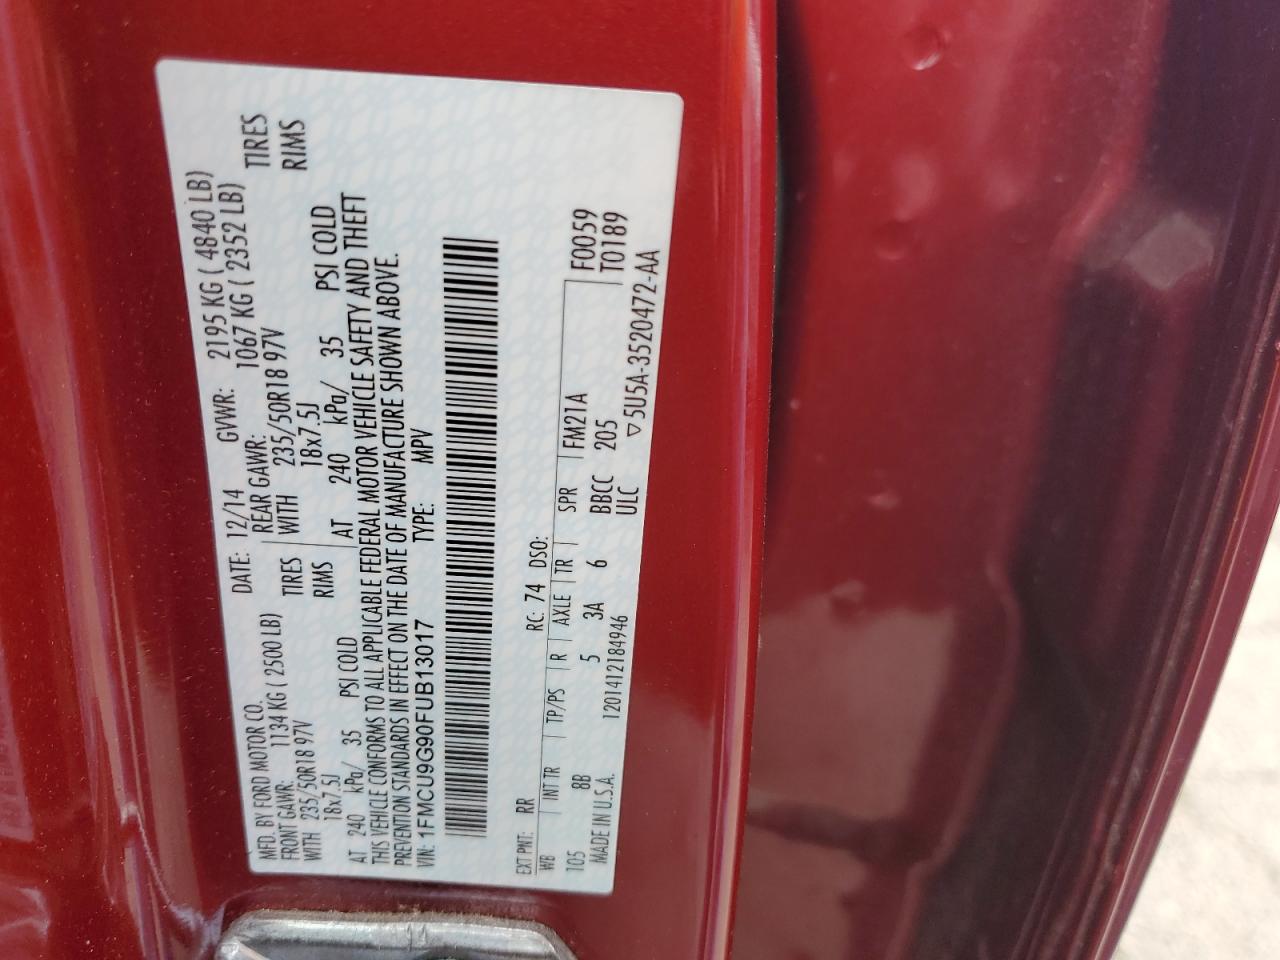 MFD. BY FORD MOTOR CO. DATE: 12/14 GVWR: 2195 KG ( 4840 LB)
FRONT GAWR: 1134 KG ( 2500 LB) REAR GAWR: 1067 KG ( 2352 LB)
WITH 235/50R18 97V TIRES WITH 235/50R18 97V TIRES
18x7.5J RIMS 18x7.5J RIMS
AT 240 kPa/ 35 PSI COLD AT 240 kPa/ 35 PSI COLD
THIS VEHICLE CONFORMS TO ALL APPLICABLE FEDERAL MOTOR VEHICLE SAFETY AND THEFT
PREVENTION STANDARDS IN EFFECT ON THE DATE OF MANUFACTURE SHOWN ABOVE.
VIN: 1FMCU9G90FUB13017 TYPE: MPV
EXT PNT: RR RC: 74 DSO: F0059
WB INT TR TP/PS R AXLE TR SPR FM21A T0189
105 8B 5 3A 6 BBCC 205
MADE IN U.S.A. 1201412184946 ULC ▽5U5A-3520472-AA